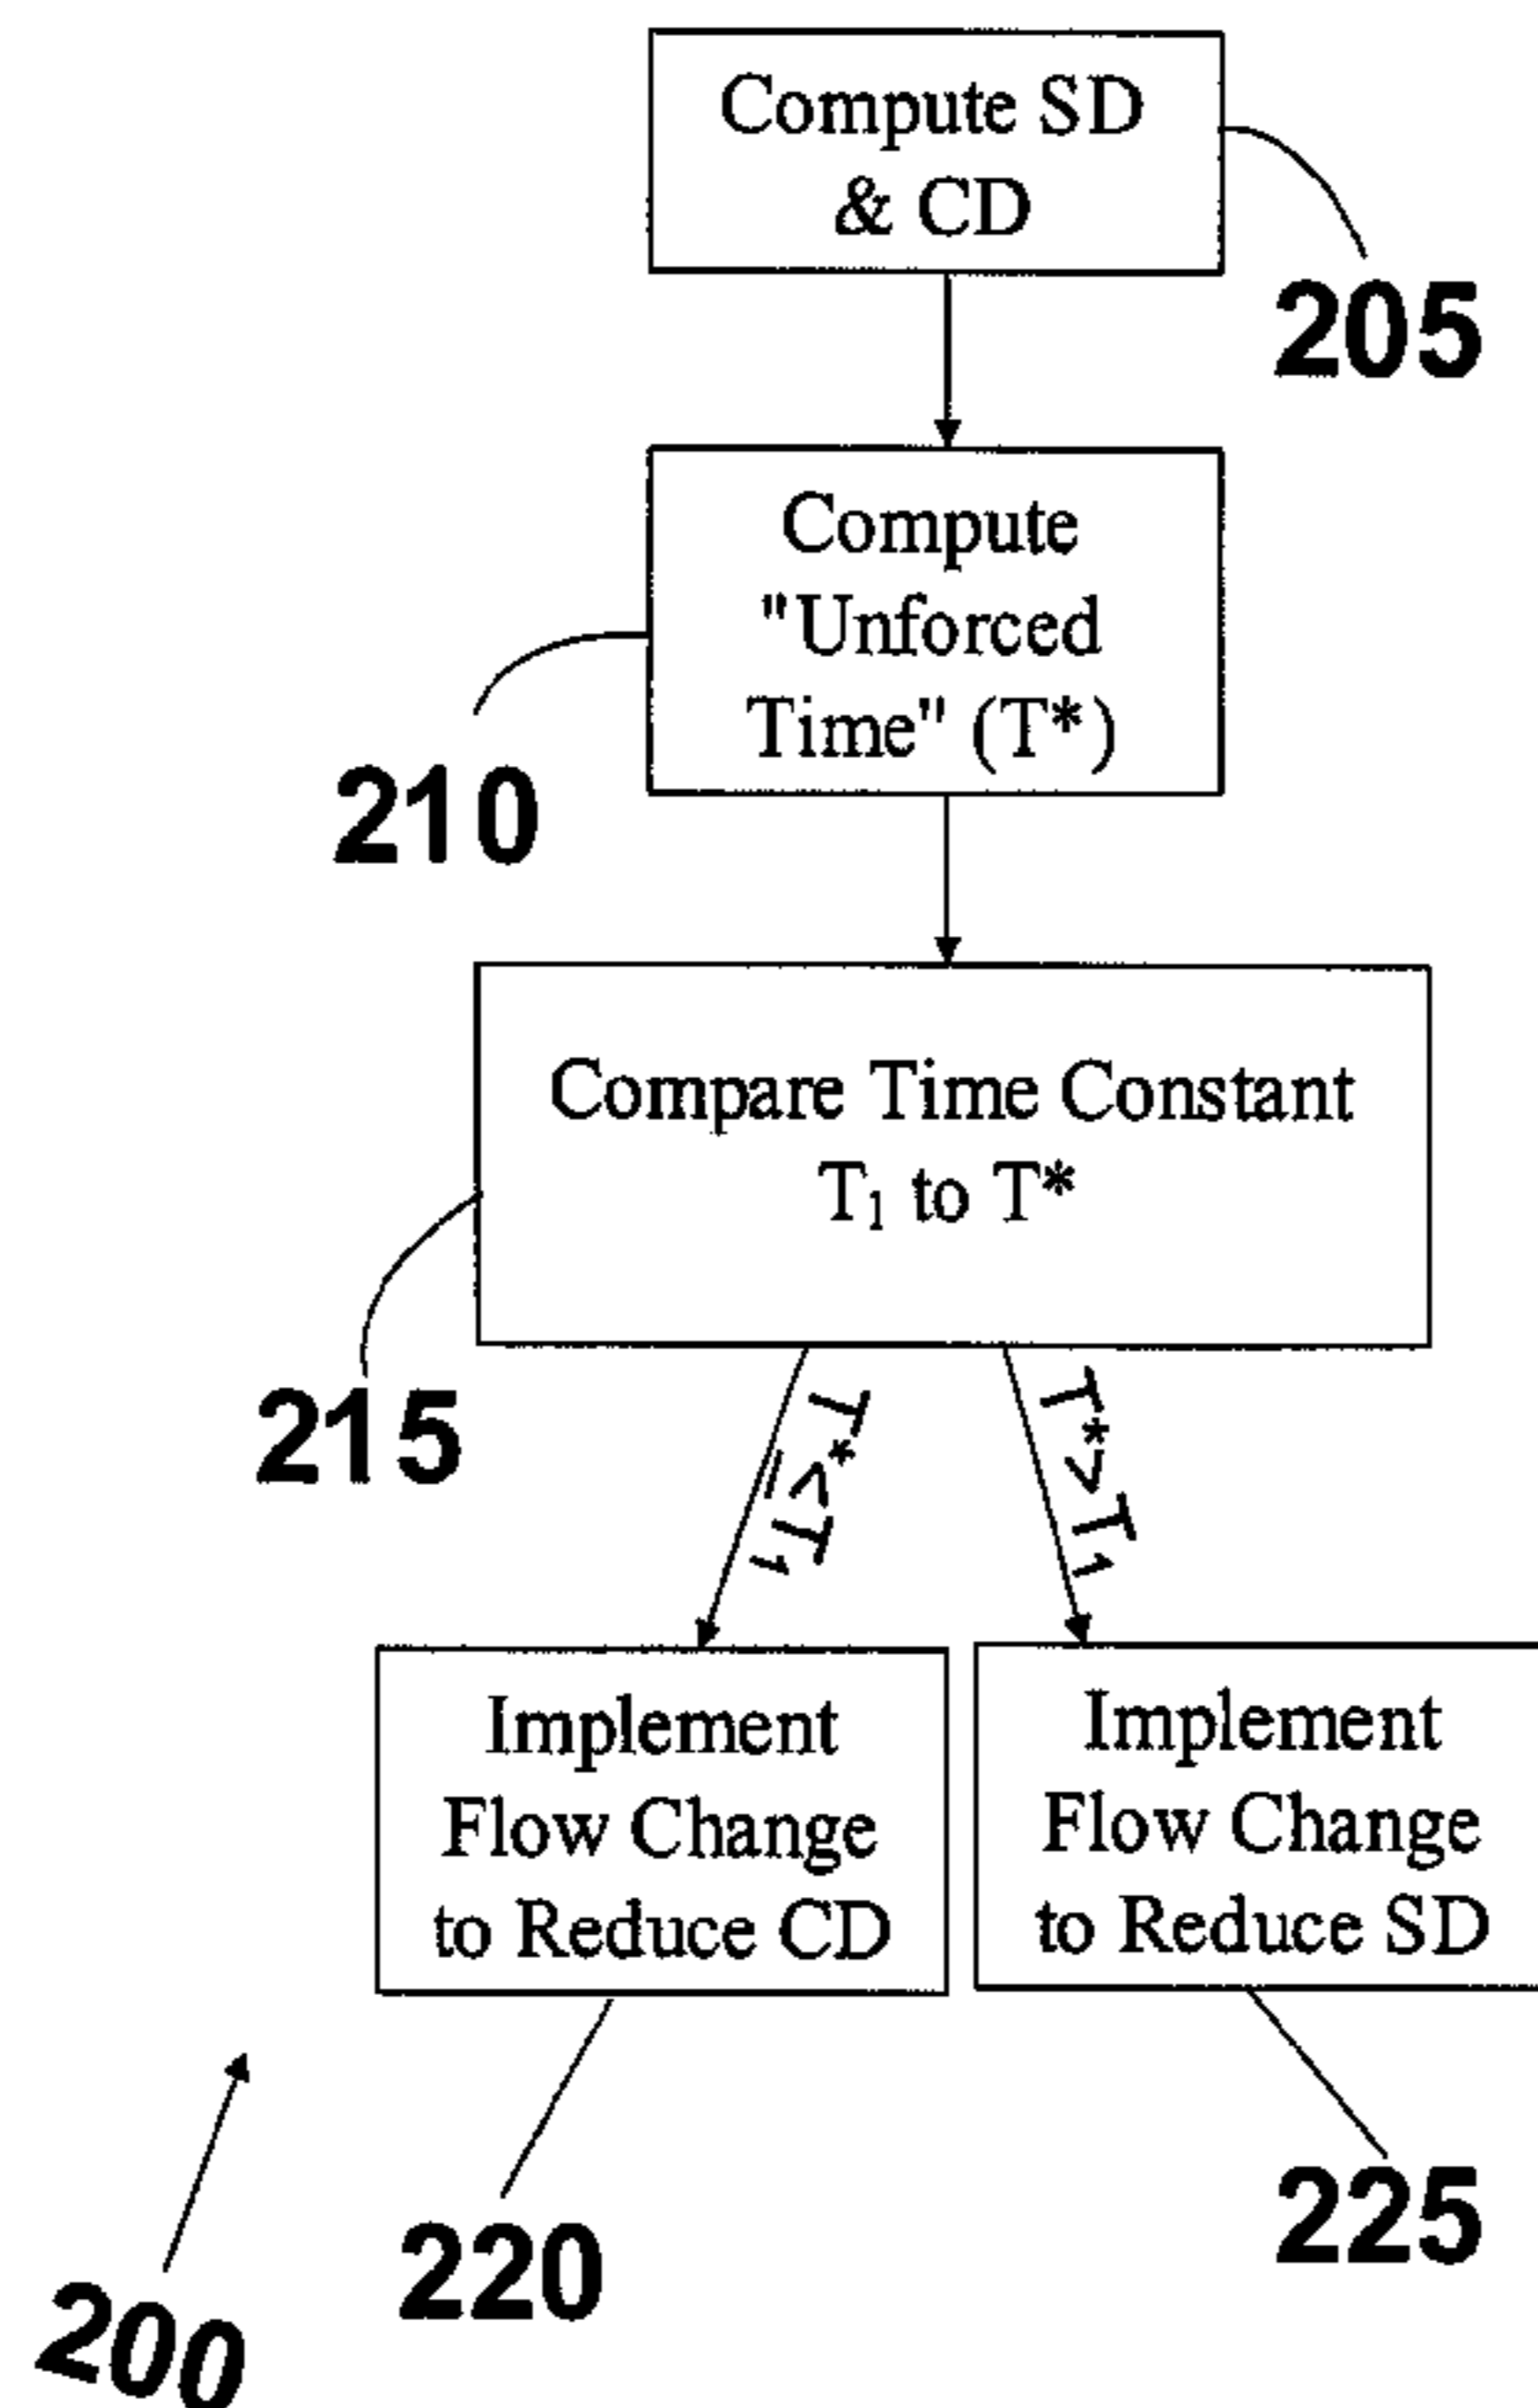 Compute SD
& CD
205
Compute
"Unforced
Time" (T*)
210
Compare Time Constant
T₁ to T*
215
T*≤T₁
T*>T₁
Implement
Flow Change
to Reduce CD
Implement
Flow Change
to Reduce SD
220
225
200